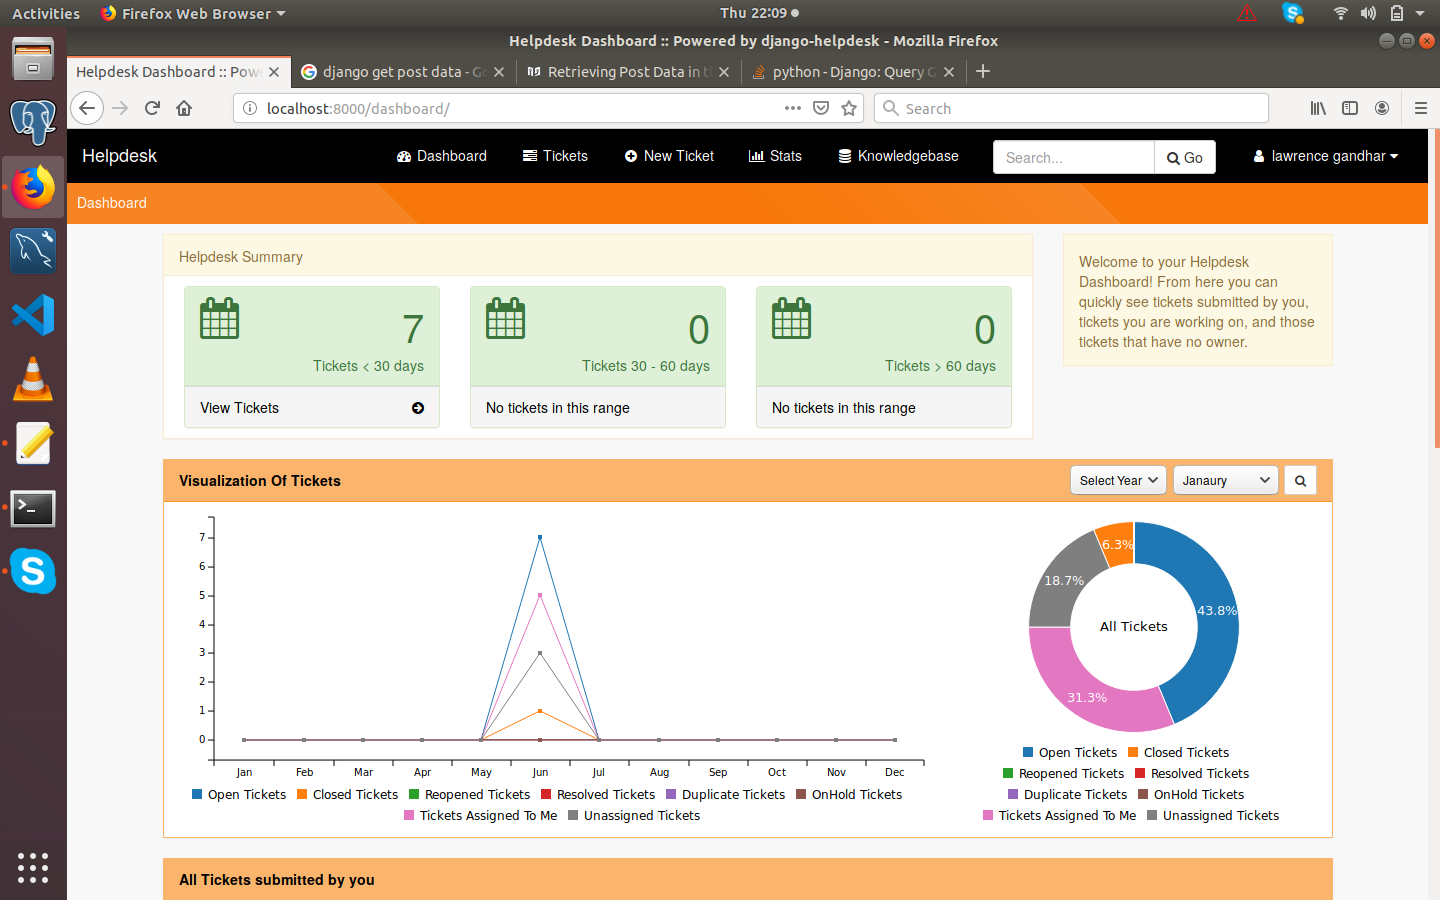 Activities Firefox Web Browser Thu 22:09
Helpdesk Dashboard :: Powered by django-helpdesk - Mozilla Firefox
Helpdesk Dashboard :: Pow django get post data - G Retrieving Post Data in python - Django: Query
localhost:8000/dashboard/ Search
Helpdesk Dashboard Tickets New Ticket Stats Knowledgebase Search... Go lawrence gandhar
Dashboard
Helpdesk Summary
7
Tickets < 30 days
View Tickets
0
Tickets 30 - 60 days
No tickets in this range
0
Tickets > 60 days
No tickets in this range
Welcome to your Helpdesk
Dashboard! From here you can
quickly see tickets submitted by you,
tickets you are working on, and those
tickets that have no owner.
Visualization Of Tickets Select Year Janaury
7
6
5
4
3
2
1
0
Jan Feb Mar Apr May Jun Jul Aug Sep Oct Nov Dec
Open Tickets Closed Tickets Reopened Tickets Resolved Tickets Duplicate Tickets OnHold Tickets
Tickets Assigned To Me Unassigned Tickets
6.3%
18.7%
43.8%
All Tickets
31.3%
Open Tickets Closed Tickets
Reopened Tickets Resolved Tickets
Duplicate Tickets OnHold Tickets
Tickets Assigned To Me Unassigned Tickets
All Tickets submitted by you